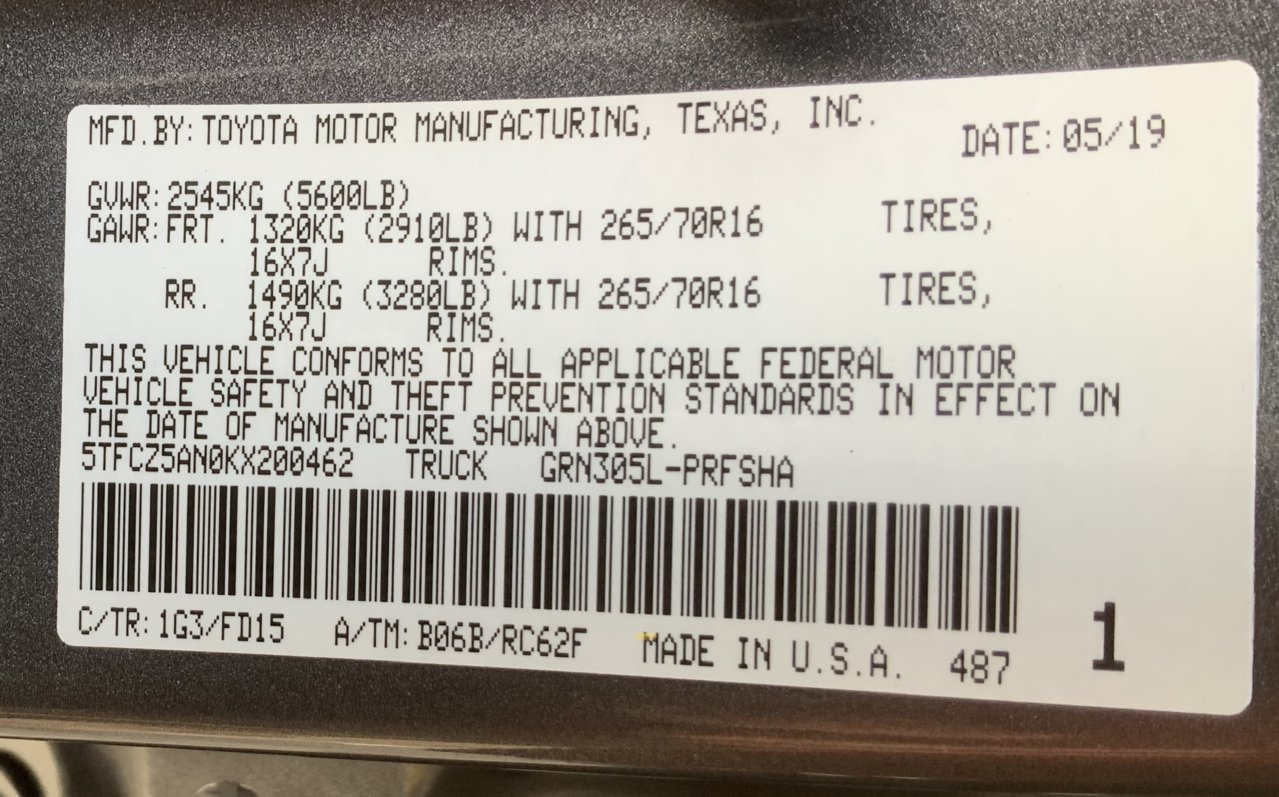 MFD.BY: TOYOTA MOTOR MANUFACTURING, TEXAS, INC. DATE: 05/19
GVWR: 2545KG (5600LB)
GAWR: FRT. 1320KG (2910LB) WITH 265/70R16 TIRES,
16X7J RIMS.
RR. 1490KG (3280LB) WITH 265/70R16 TIRES,
16X7J RIMS.
THIS VEHICLE CONFORMS TO ALL APPLICABLE FEDERAL MOTOR
VEHICLE SAFETY AND THEFT PREVENTION STANDARDS IN EFFECT ON
THE DATE OF MANUFACTURE SHOWN ABOVE.
5TFCZ5AN0KX200462 TRUCK GRN305L-PRFSHA
C/TR: 1G3/FD15 A/TM: B06B/RC62F MADE IN U.S.A. 487 1